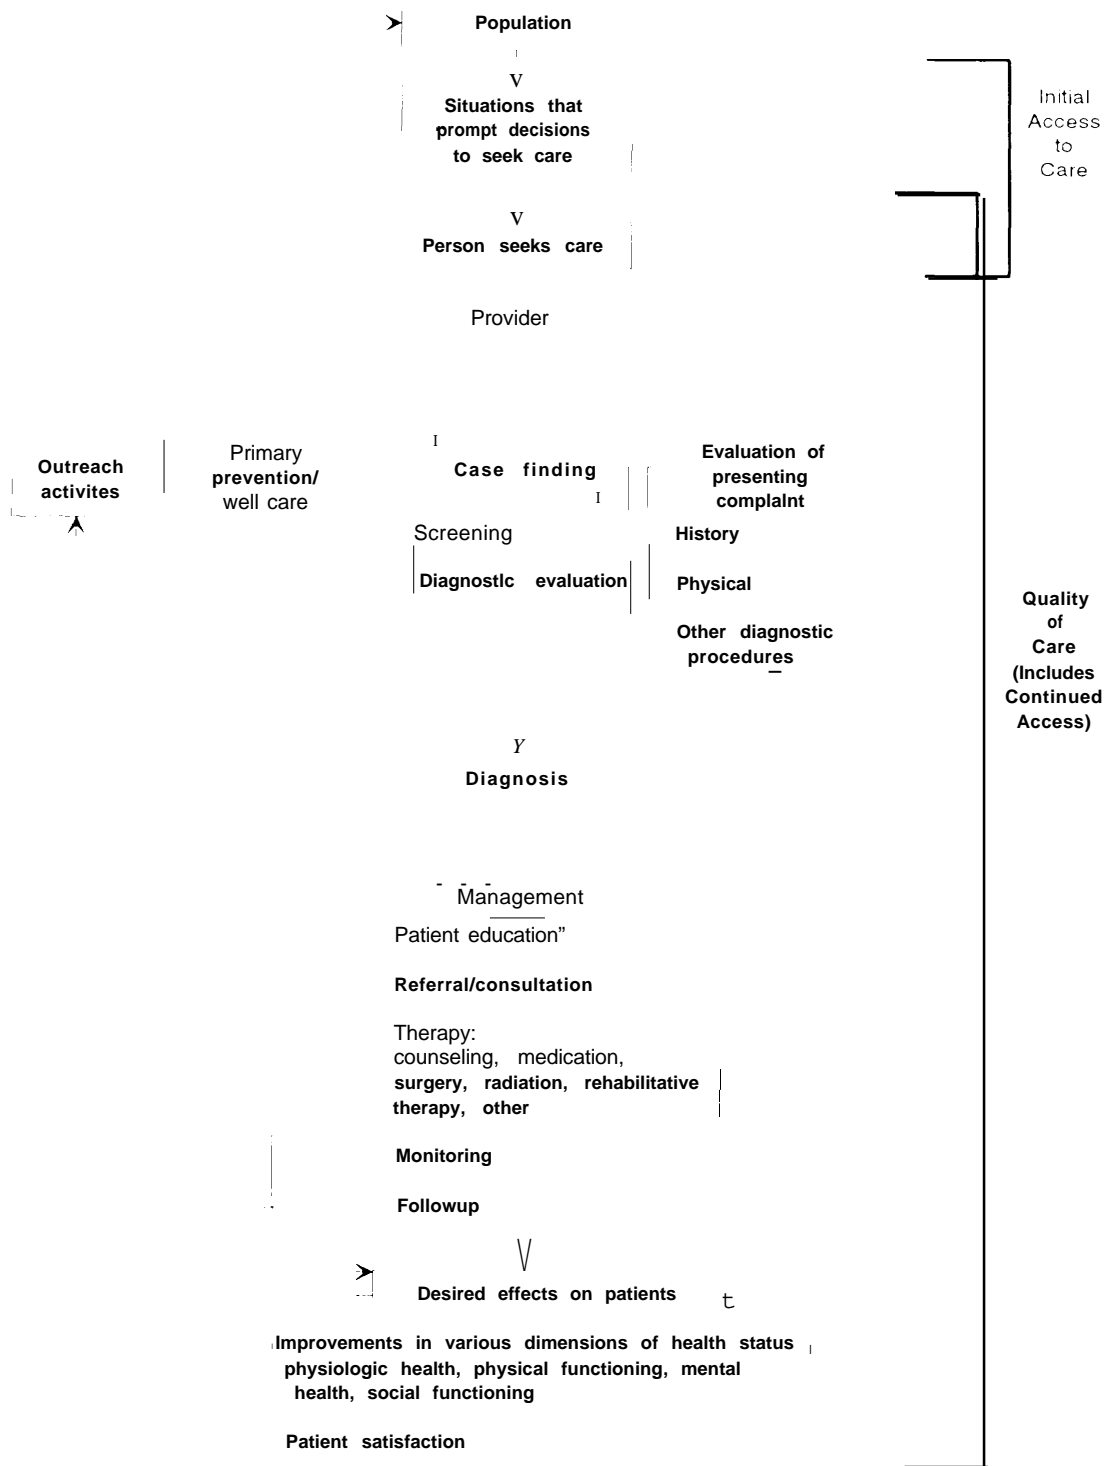 Population
Situations that
prompt decisions
to seek care
Initial
Access
to
Care
Person seeks care
Provider
Outreach
activites
Primary
prevention/
well care
Case finding
Screening
Diagnostic evaluation
Evaluation of
presenting
complaint
History
Physical
Other diagnostic
procedures
Quality
of
Care
(Includes
Continued
Access)
Diagnosis
Management
Patient education”
Referral/consultation
Therapy:
counseling, medication,
surgery, radiation, rehabilitative
therapy, other
Monitoring
Followup
Desired effects on patients
Improvements in various dimensions of health status
physiologic health, physical functioning, mental
health, social functioning
Patient satisfaction